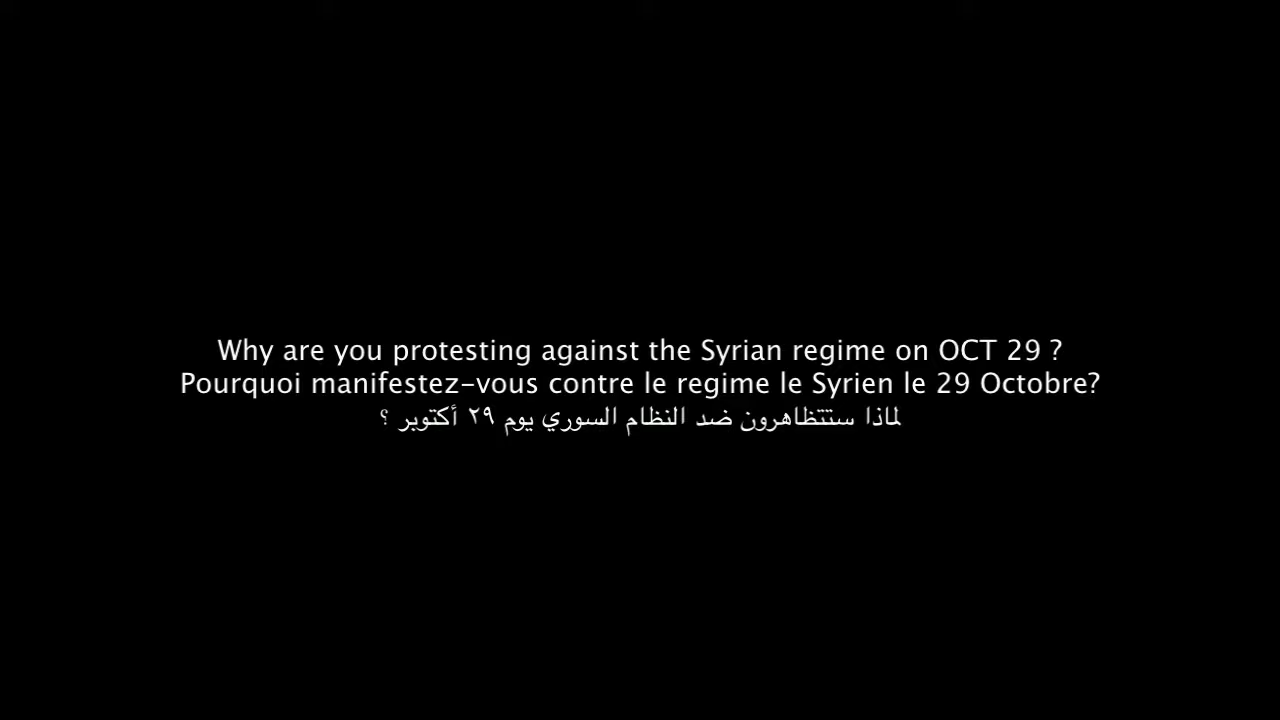 Why are you protesting against the Syrian regime on OCT 29 ?
Pourquoi manifestez-vous contre le regime le Syrien le 29 Octobre?
لماذا ستتظاهرون ضد النظام السوري يوم ٢٩ أكتوبر ؟